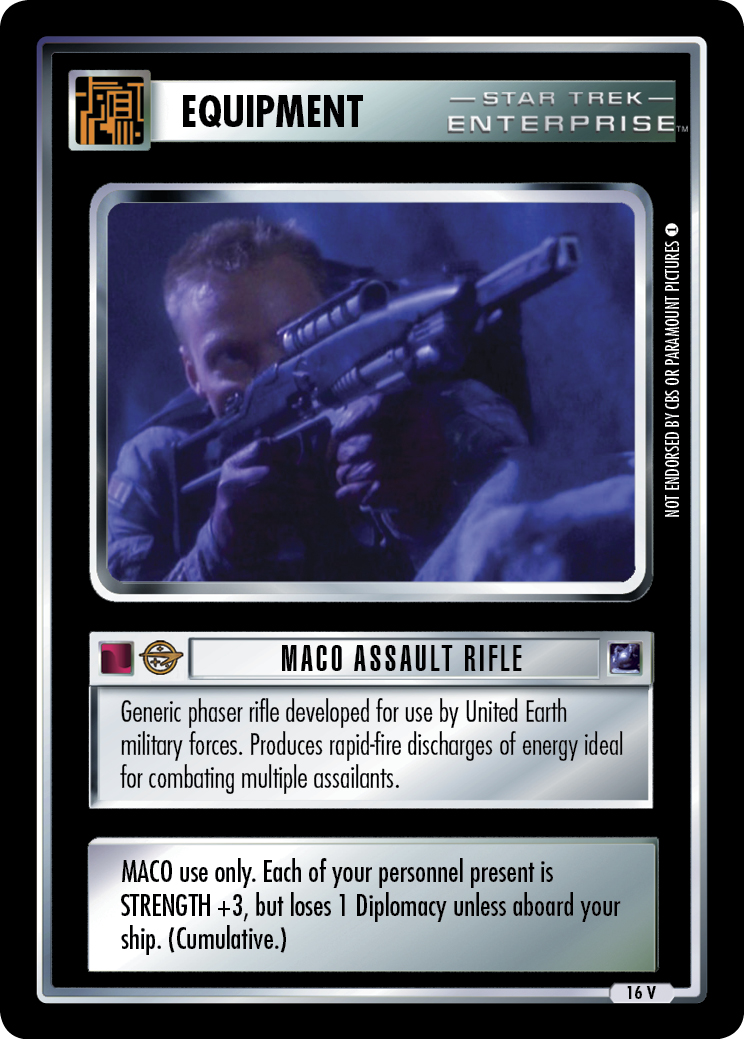 EQUIPMENT
STAR TREK
ENTERPRISE™
NOT ENDORSED BY CBS OR PARAMOUNT PICTURES 1
MACO ASSAULT RIFLE
Generic phaser rifle developed for use by United Earth
military forces. Produces rapid-fire discharges of energy ideal
for combating multiple assailants.
MACO use only. Each of your personnel present is
STRENGTH +3, but loses 1 Diplomacy unless aboard your
ship. (Cumulative.)
16 V